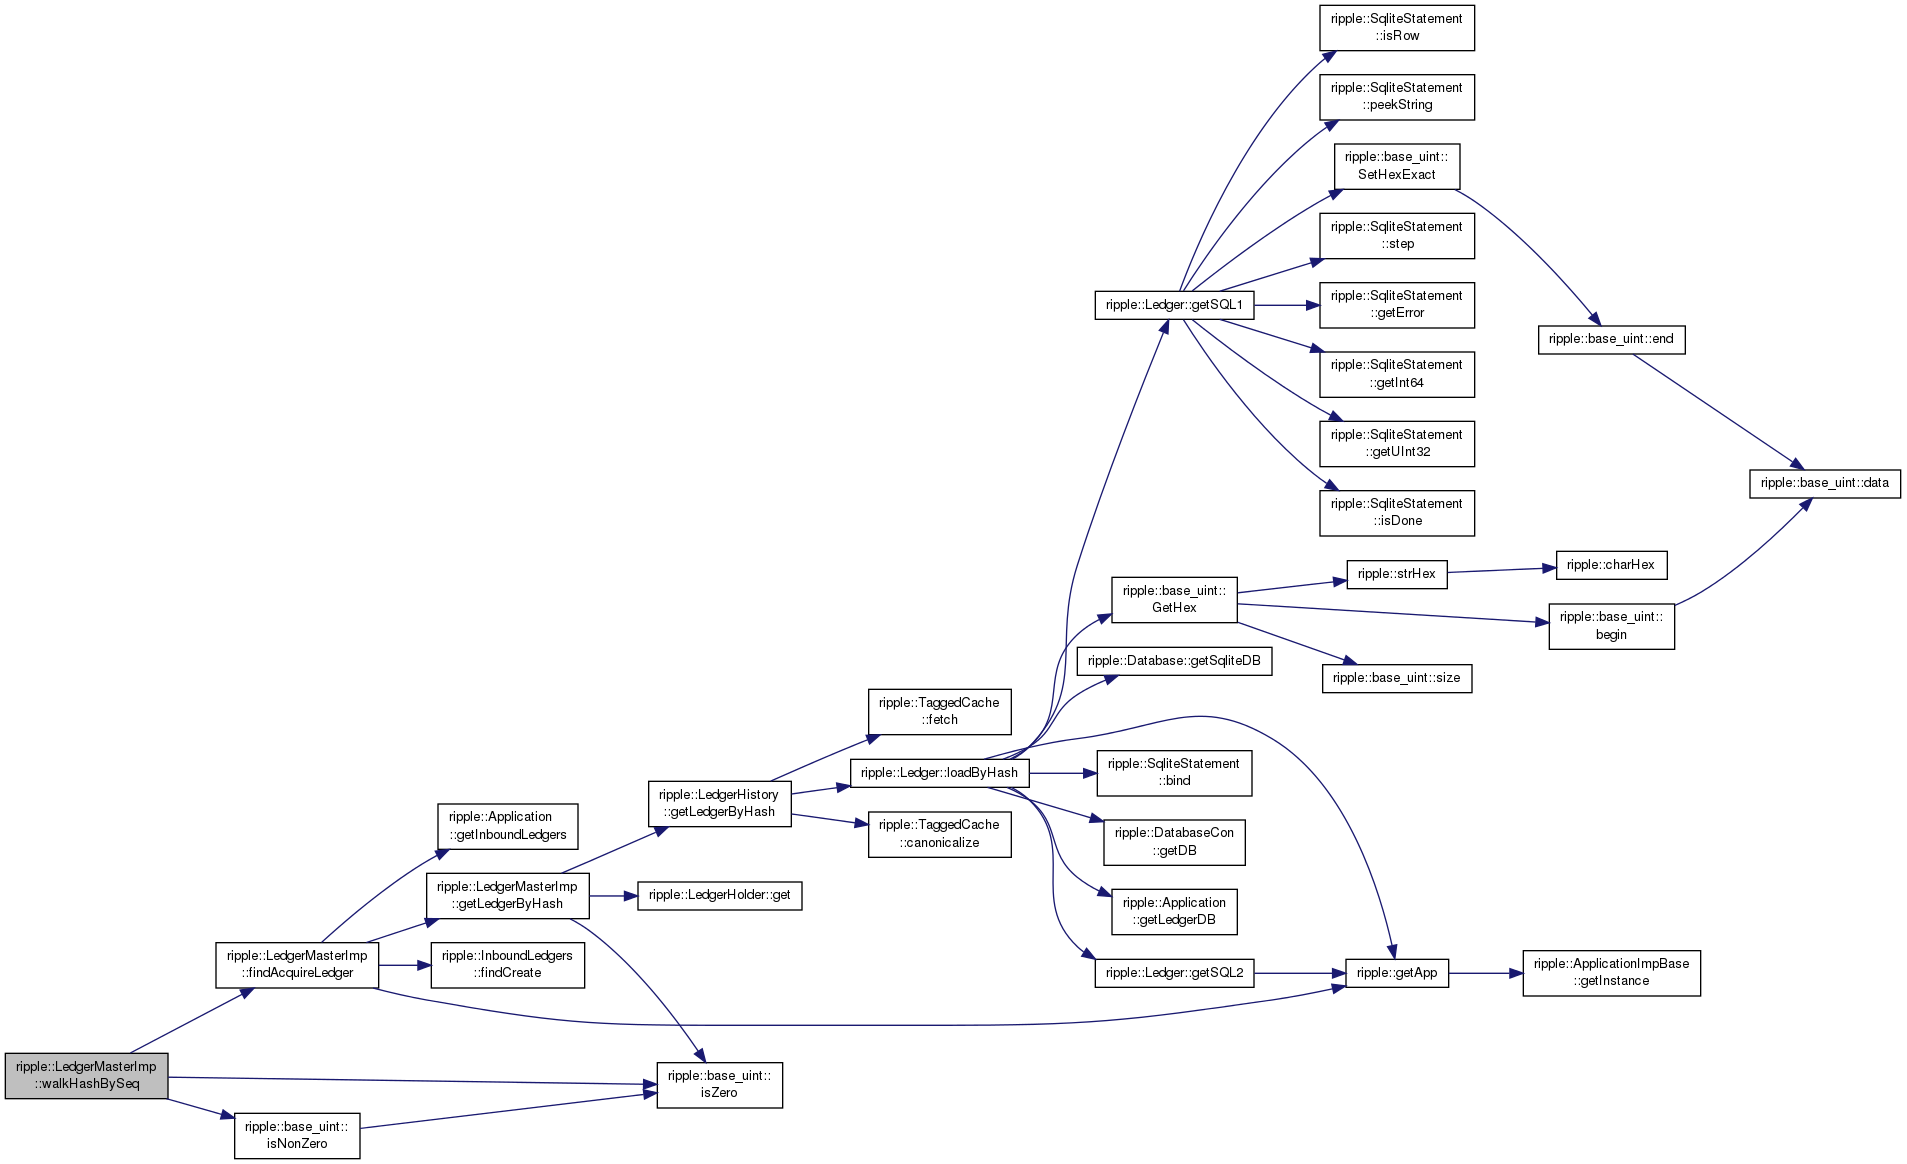 ripple::SqliteStatement
::isRow
ripple::SqliteStatement
::peekString
ripple::base_uint::
SetHexExact
ripple::SqliteStatement
::step
ripple::Ledger::getSQL1
ripple::SqliteStatement
::getError
ripple::base_uint::end
ripple::SqliteStatement
::getInt64
ripple::SqliteStatement
::getUInt32
ripple::base_uint::data
ripple::SqliteStatement
::isDone
ripple::strHex
ripple::charHex
ripple::base_uint::
GetHex
ripple::base_uint::
begin
ripple::Database::getSqliteDB
ripple::base_uint::size
ripple::TaggedCache
::fetch
ripple::Ledger::loadByHash
ripple::SqliteStatement
::bind
ripple::LedgerHistory
::getLedgerByHash
ripple::Application
::getInboundLedgers
ripple::TaggedCache
::canonicalize
ripple::DatabaseCon
::getDB
ripple::LedgerMasterImp
::getLedgerByHash
ripple::LedgerHolder::get
ripple::Application
::getLedgerDB
ripple::LedgerMasterImp
::findAcquireLedger
ripple::InboundLedgers
::findCreate
ripple::Ledger::getSQL2
ripple::getApp
ripple::ApplicationImpBase
::getInstance
ripple::LedgerMasterImp
::walkHashBySeq
ripple::base_uint::
isZero
ripple::base_uint::
isNonZero